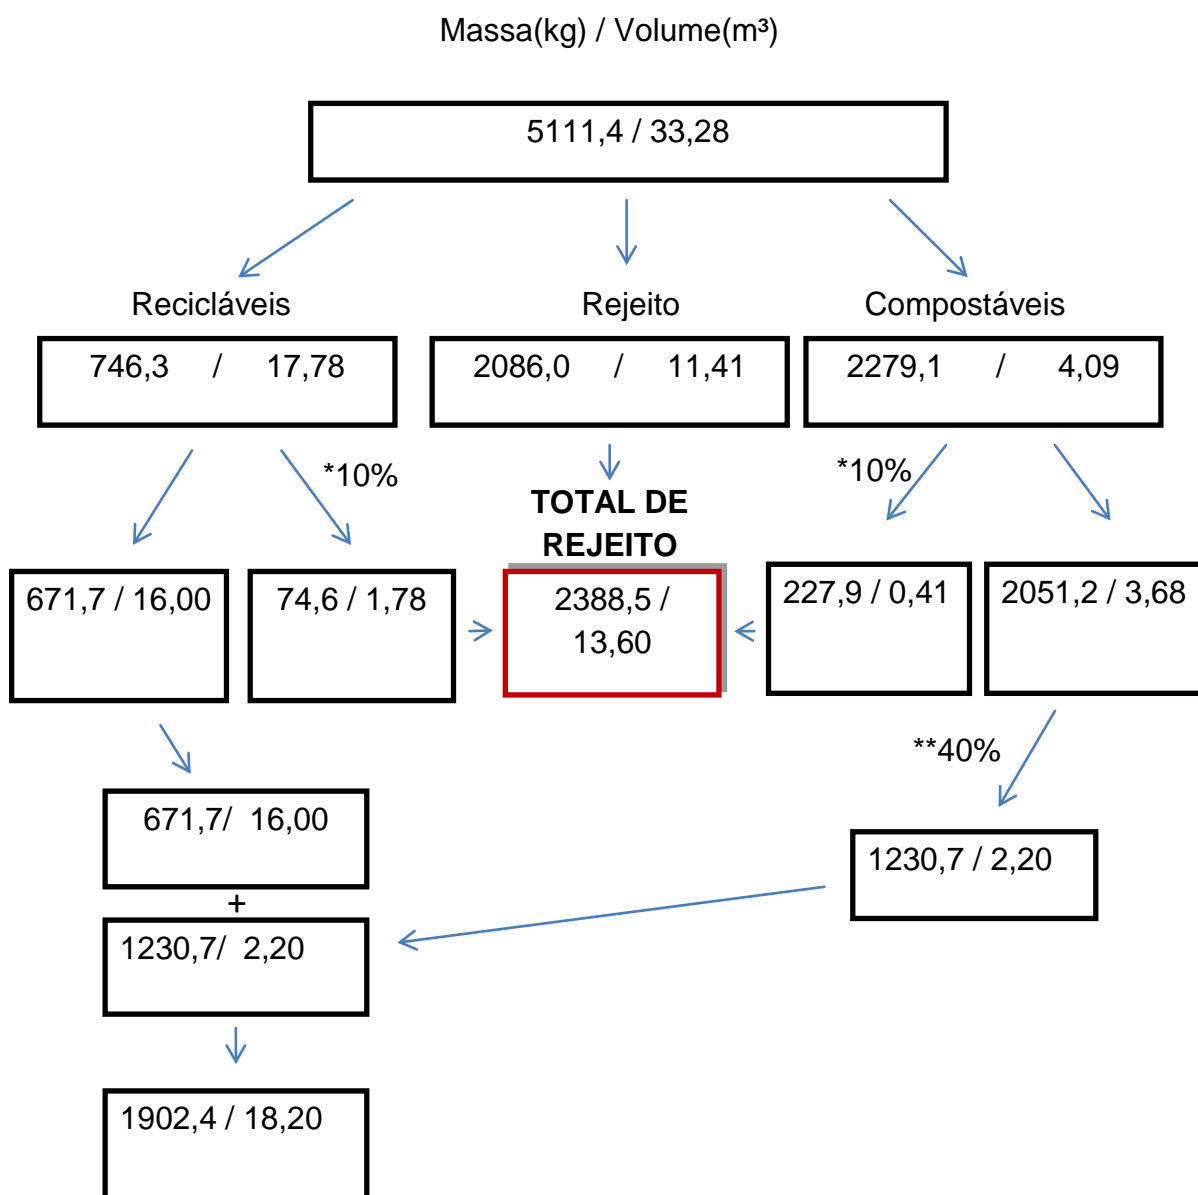 Massa(kg) / Volume(m³)
5111,4 / 33,28
Recicláveis
Rejeito
Compostáveis
746,3 / 17,78
2086,0 / 11,41
2279,1 / 4,09
*10%
*10%
TOTAL DE
REJEITO
671,7 / 16,00
74,6 / 1,78
2388,5 /
13,60
227,9 / 0,41
2051,2 / 3,68
**40%
671,7/ 16,00
1230,7 / 2,20
+
1230,7/ 2,20
1902,4 / 18,20